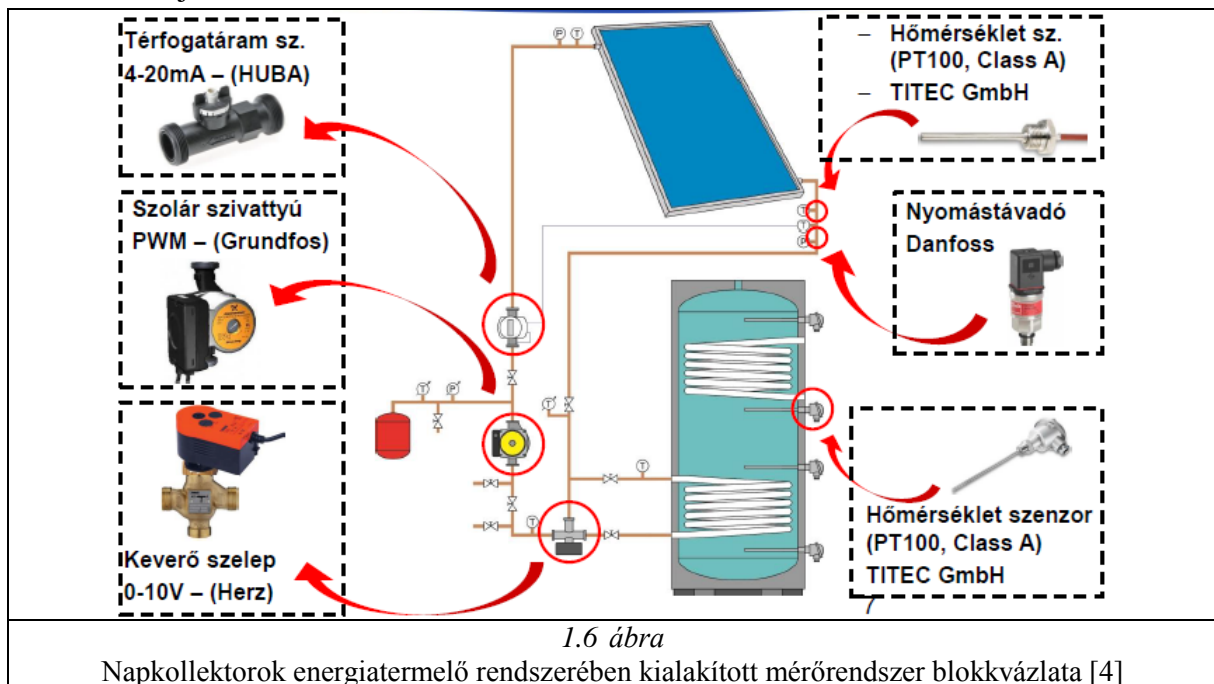 Térfogatáram sz.
4-20mA – (HUBA)
Szolár szivattyú
PWM – (Grundfos)
Keverő szelep
0-10V – (Herz)
P
T
T
T
P
T
P
T
T
T
– Hőmérséklet sz.
(PT100, Class A)
– TITEC GmbH
Nyomástávadó
Danfoss
Hőmérséklet szenzor
(PT100, Class A)
TITEC GmbH
7
1.6 ábra
Napkollektorok energiatermelő rendszerében kialakított mérőrendszer blokkvázlata [4]